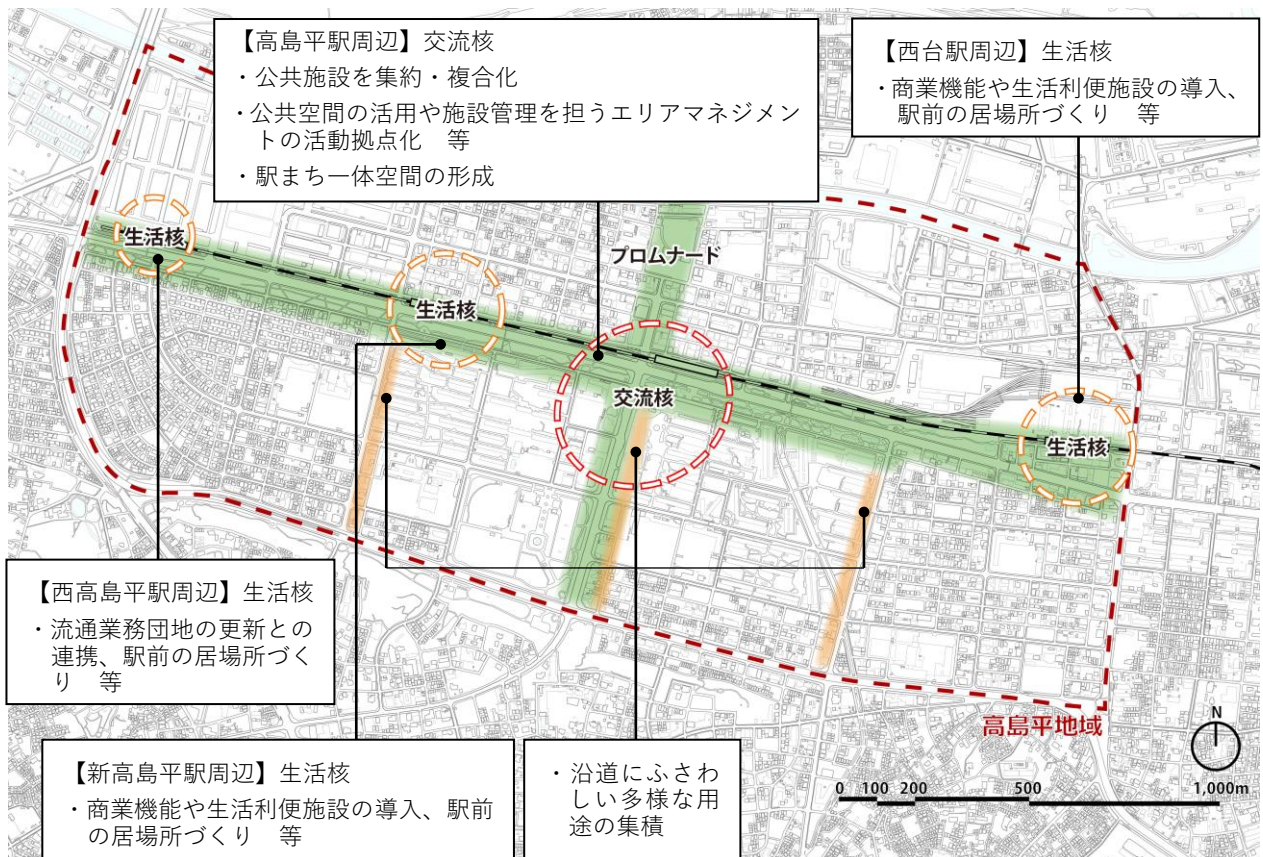 【高島平駅周辺】交流核
・公共施設を集約・複合化
・公共空間の活用や施設管理を担うエリアマネジメン
トの活動拠点化　等
・駅まち一体空間の形成
【西台駅周辺】生活核
・商業機能や生活利便施設の導入、
駅前の居場所づくり　等
生活核
プロムナード
生活核
交流核
生活核
【西高島平駅周辺】生活核
・流通業務団地の更新との
連携、駅前の居場所づく
り　等
高島平地域
【新高島平駅周辺】生活核
・商業機能や生活利便施設の導入、駅前
の居場所づくり　等
・沿道にふさわ
しい多様な用
途の集積
N
0 100 200 500 1,000m